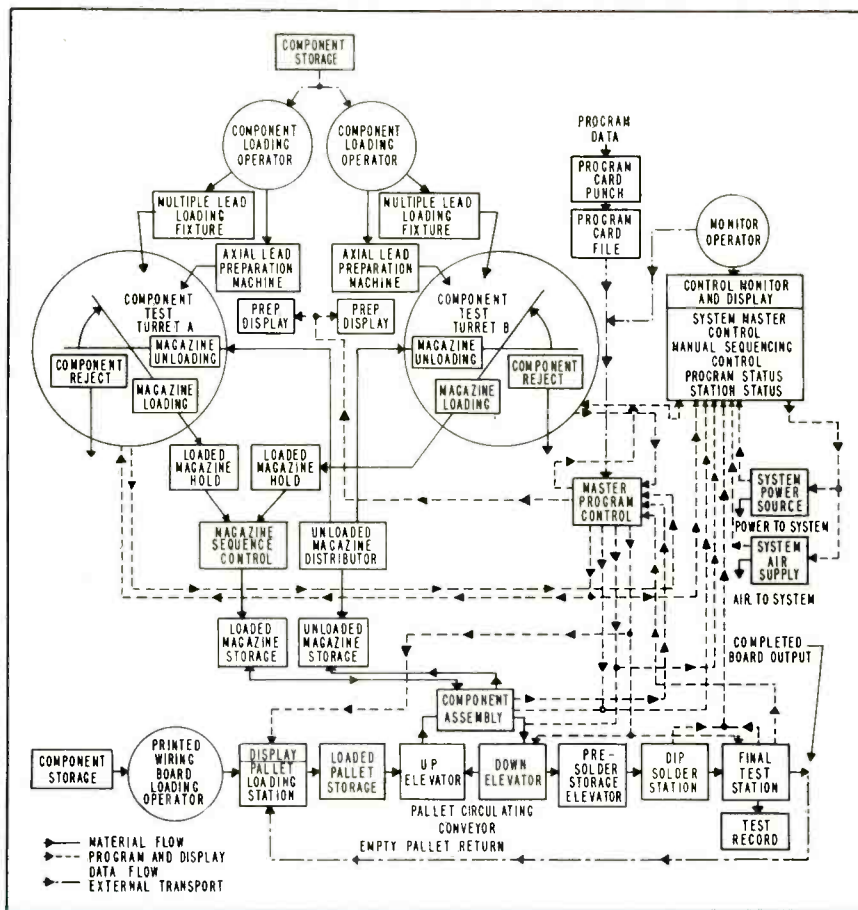 COMPONENT
STORAGE
COMPONENT
LOADING
OPERATOR
COMPONENT
LOADING
OPERATOR
PROGRAM
DATA
PROGRAM
CARD
PUNCH
PROGRAM
CARD
FILE
MONITOR
OPERATOR
MULTIPLE LEAD
LOADING
FIXTURE
MULTIPLE LEAD
LOADING
FIXTURE
AXIAL LEAD
PREPARATION
MACHINE
AXIAL LEAD
PREPARATION
MACHINE
CONTROL MONITOR
AND DISPLAY
SYSTEM MASTER
CONTROL
MANUAL SEQUENCING
CONTROL
PROGRAM STATUS
STATION STATUS
COMPONENT
TEST
TURRET A
PREP
DISPLAY
PREP
DISPLAY
COMPONENT
TEST
TURRET B
MAGAZINE
UNLOADING
MAGAZINE
UNLOADING
COMPONENT
REJECT
MAGAZINE
LOADING
MAGAZINE
LOADING
COMPONENT
REJECT
LOADED
MAGAZINE
HOLD
LOADED
MAGAZINE
HOLD
MASTER
PROGRAM
CONTROL
SYSTEM
POWER
SOURCE
POWER TO SYSTEM
MAGAZINE
SEQUENCE
CONTROL
UNLOADED
MAGAZINE
DISTRIBUTOR
SYSTEM
AIR
SUPPLY
AIR TO SYSTEM
LOADED
MAGAZINE
STORAGE
UNLOADED
MAGAZINE
STORAGE
COMPLETED
BOARD OUTPUT
COMPONENT
ASSEMBLY
COMPONENT
STORAGE
PRINTED
WIRING
BOARD
LOADING
OPERATOR
DISPLAY
PALLET
LOADING
STATION
LOADED
PALLET
STORAGE
UP
ELEVATOR
DOWN
ELEVATOR
PRE-
SOLDER
STORAGE
ELEVATOR
DIP
SOLDER
STATION
FINAL
TEST
STATION
PALLET CIRCULATING
CONVEYOR
EMPTY PALLET RETURN
TEST
RECORD
MATERIAL FLOW
PROGRAM AND DISPLAY
DATA FLOW
EXTERNAL TRANSPORT